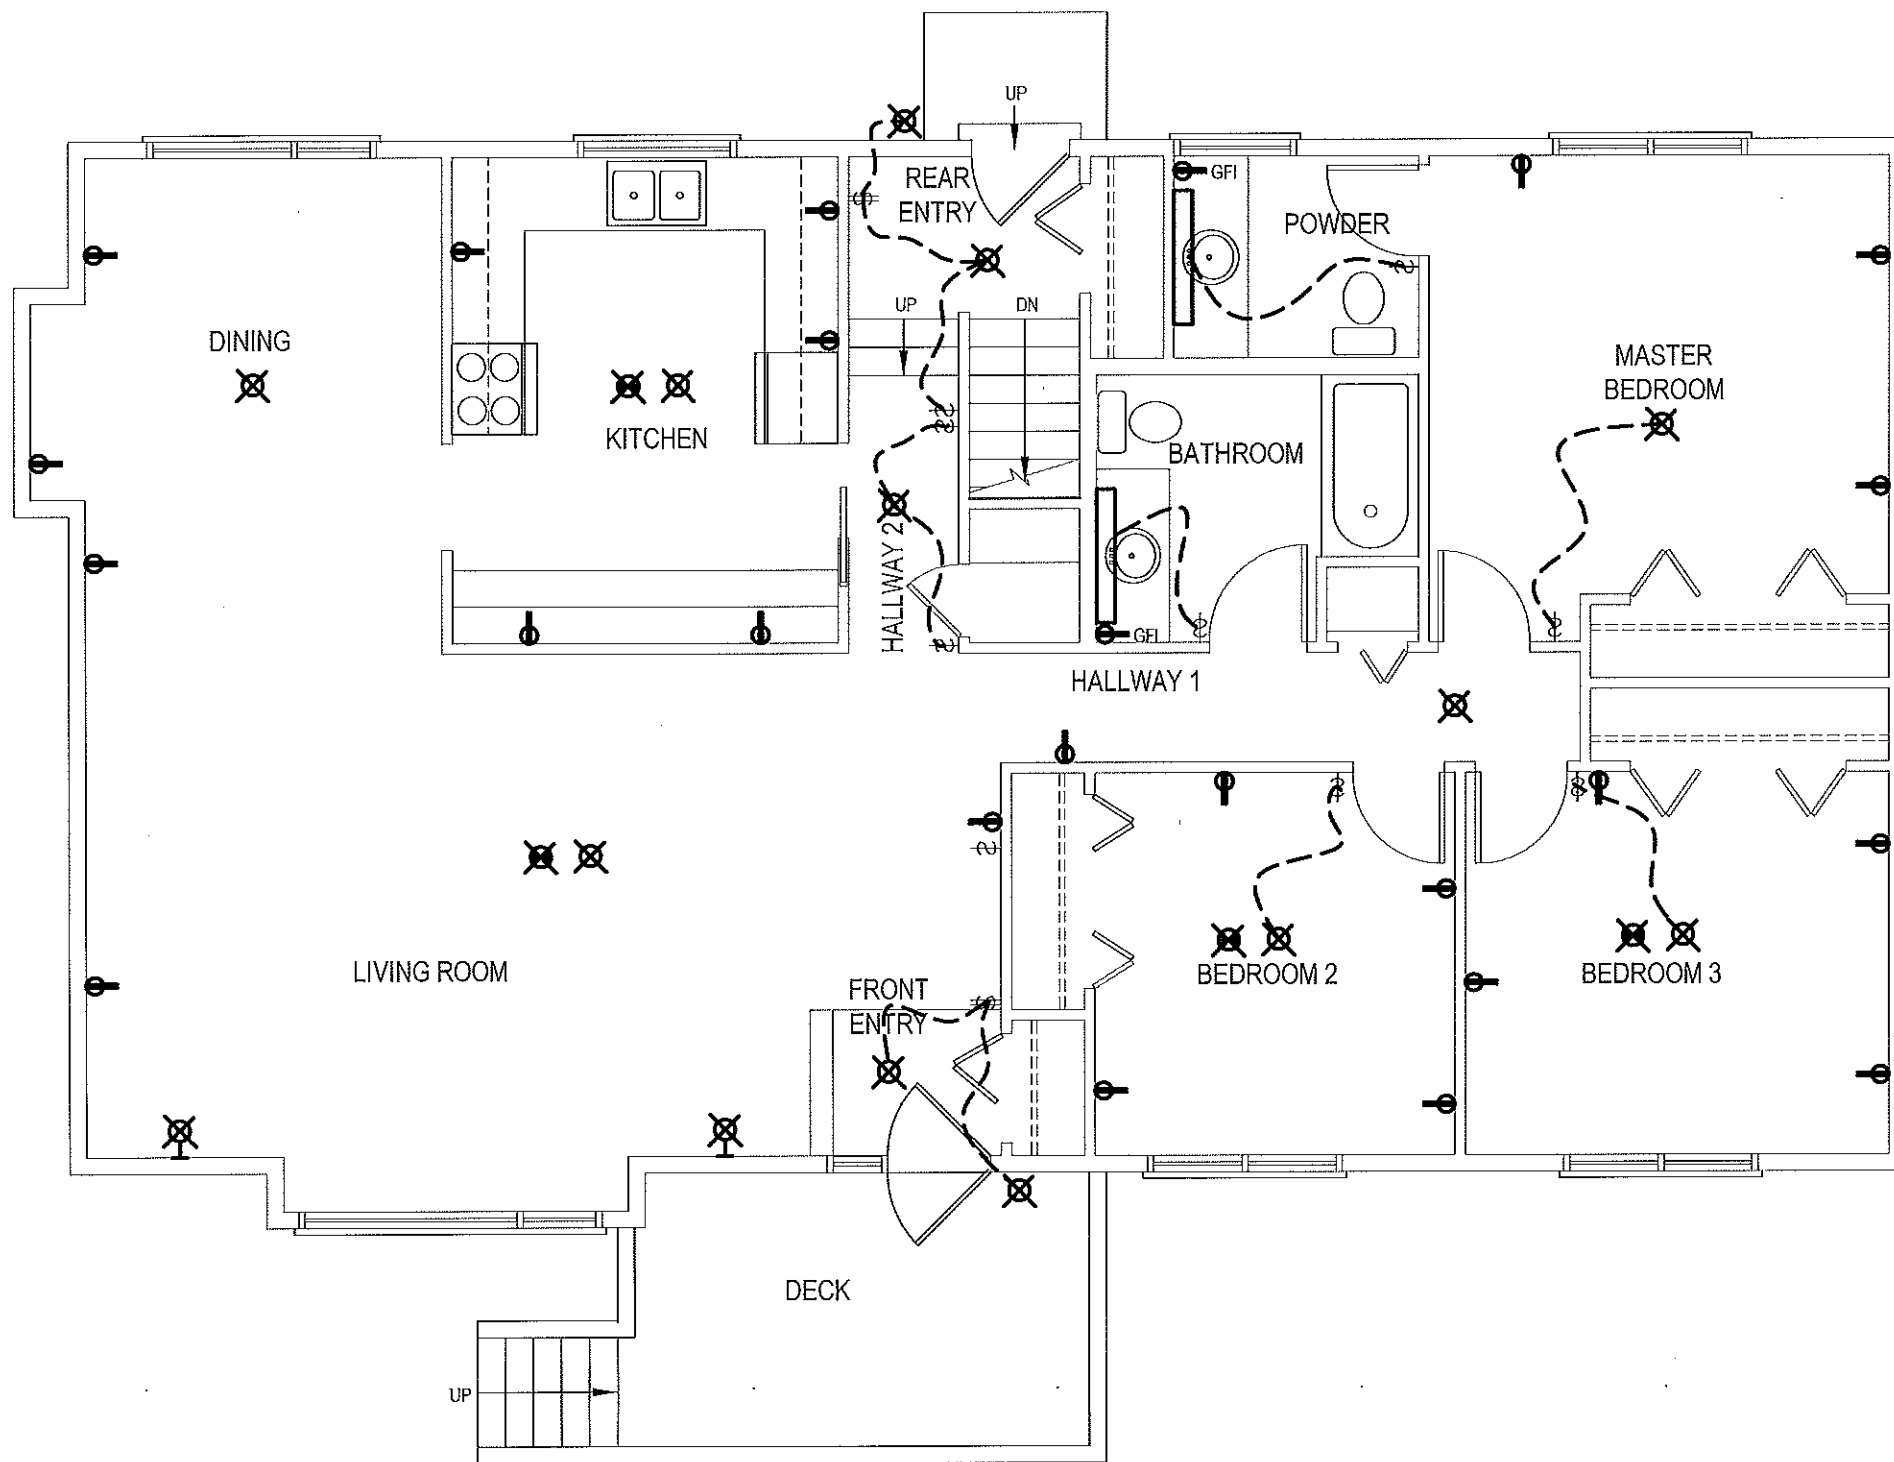 UP
REAR
ENTRY
GFI
POWDER
UP
DN
DINING
MASTER
BEDROOM
KITCHEN
BATHROOM
HALLWAY 2
GFI
HALLWAY 1
LIVING ROOM
FRONT
ENTRY
BEDROOM 2
BEDROOM 3
DECK
UP